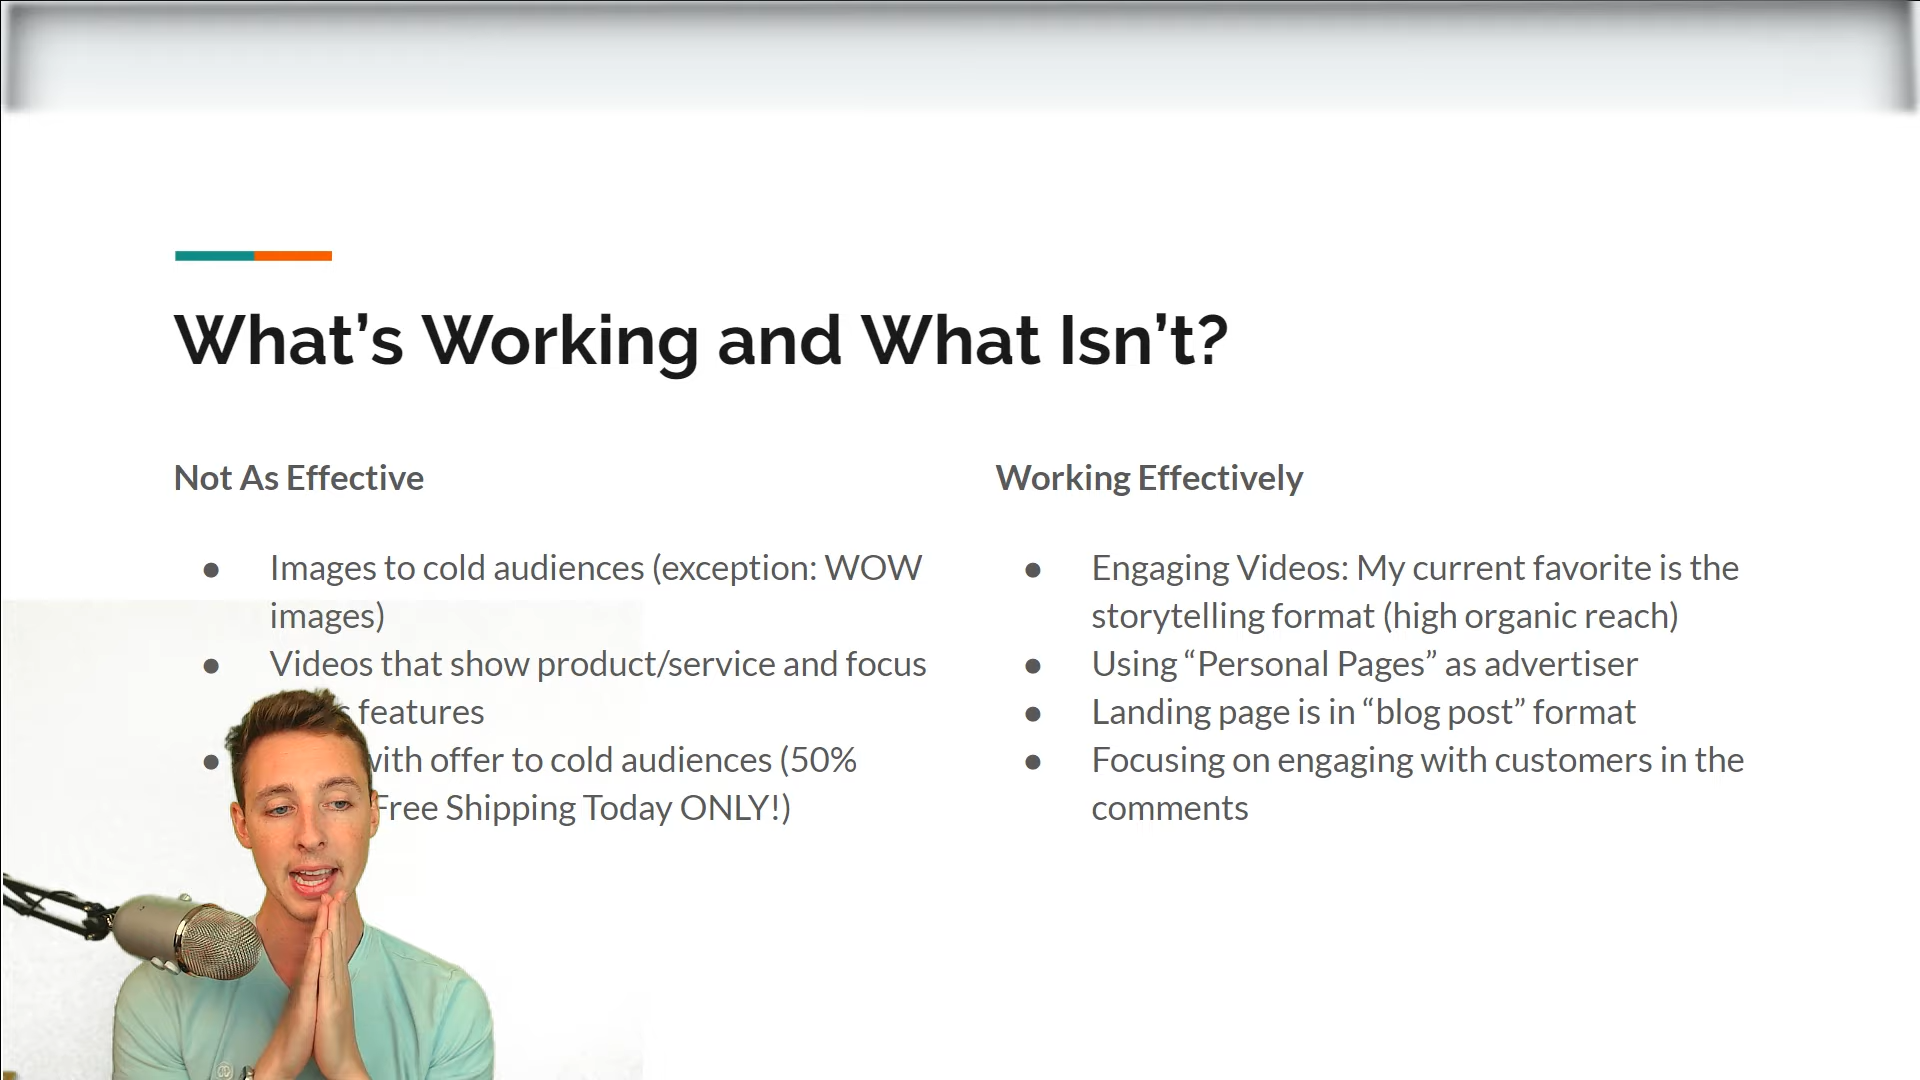 What’s Working and What Isn’t?
Not As Effective
Images to cold audiences (exception: WOW
images)
Videos that show product/service and focus
features
with offer to cold audiences (50%
Free Shipping Today ONLY!)
Working Effectively
Engaging Videos: My current favorite is the
storytelling format (high organic reach)
Using “Personal Pages” as advertiser
Landing page is in “blog post” format
Focusing on engaging with customers in the
comments